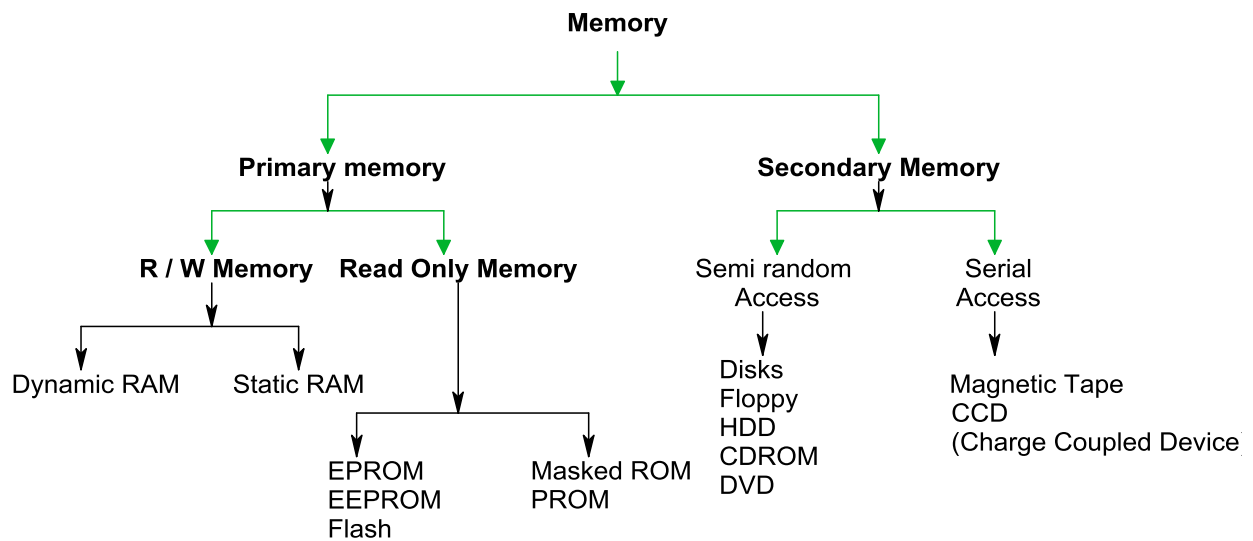 Memory
Primary memory
Secondary Memory
R / W Memory
Read Only Memory
Semi random
Access
Serial
Access
Dynamic RAM
Static RAM
EPROM
EEPROM
Flash
Masked ROM
PROM
Disks
Floppy
HDD
CDROM
DVD
Magnetic Tape
CCD
(Charge Coupled Device)